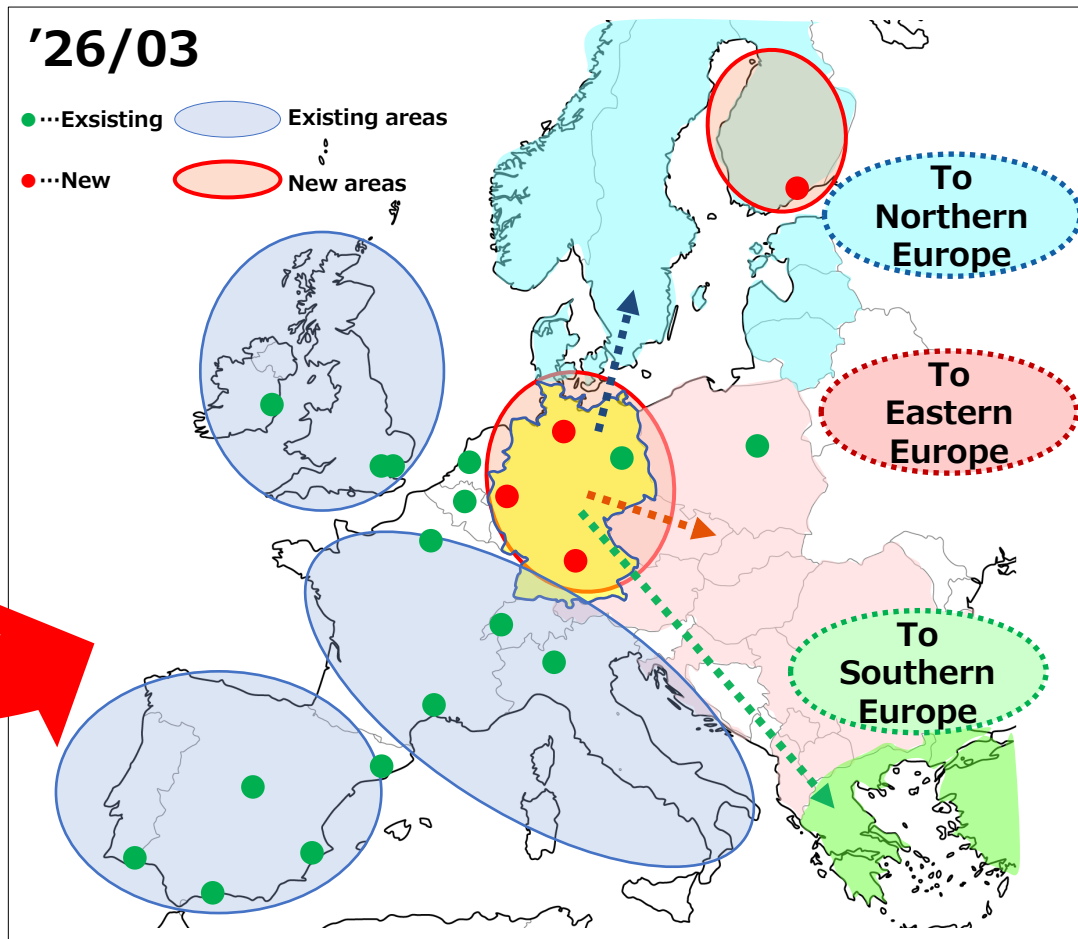 ’26/03
●…Exsisting
Existing areas
●…New
New areas
To
Northern
Europe
To
Eastern
Europe
To
Southern
Europe